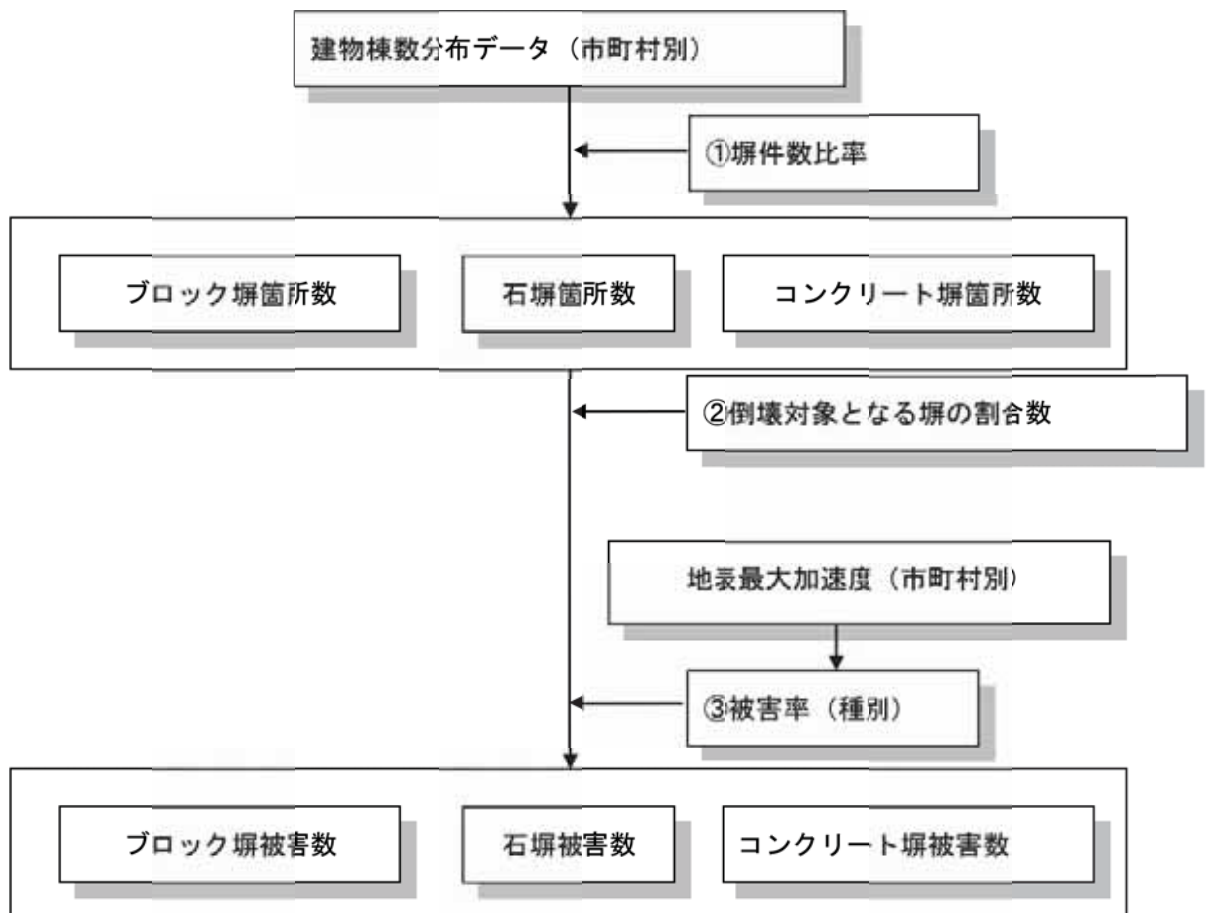 建物棟数分布データ（市町村別）
①塀件数比率
ブロック塀箇所数
石塀箇所数
コンクリート塀箇所数
②倒壊対象となる塀の割合数
地表最大加速度（市町村別）
③被害率（種別）
ブロック塀被害数
石塀被害数
コンクリート塀被害数